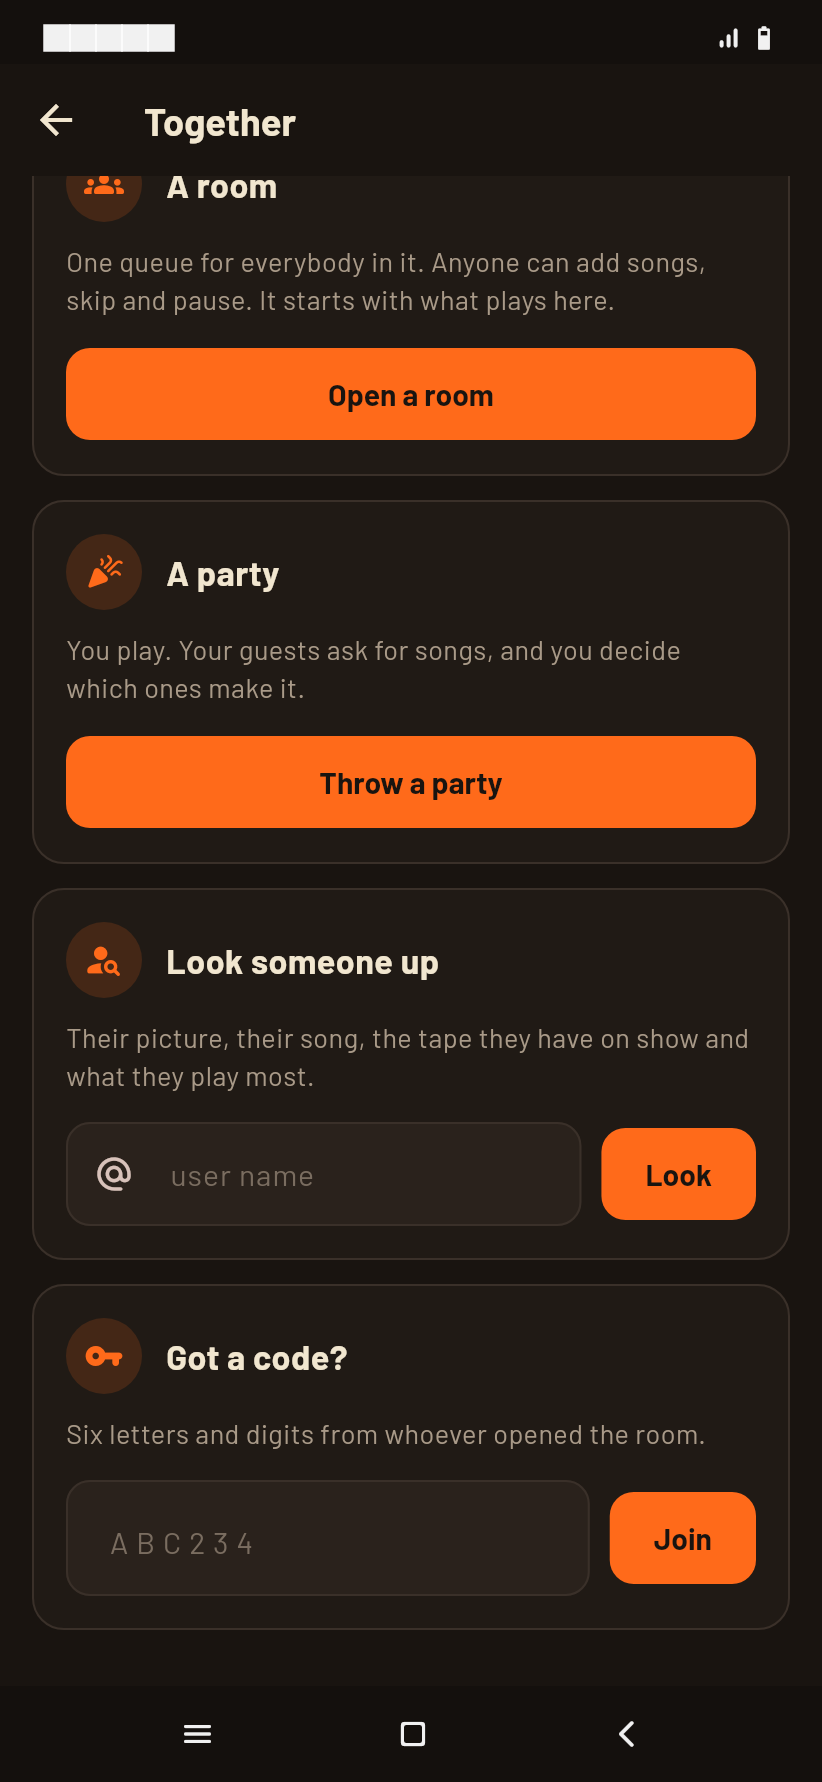 Together
A room
One queue for everybody in it. Anyone can add songs,
skip and pause. It starts with what plays here.
Open a room
A party
You play. Your guests ask for songs, and you decide
which ones make it.
Throw a party
Look someone up
Their picture, their song, the tape they have on show and
what they play most.
user name
Look
Got a code?
Six letters and digits from whoever opened the room.
ABC234
Join